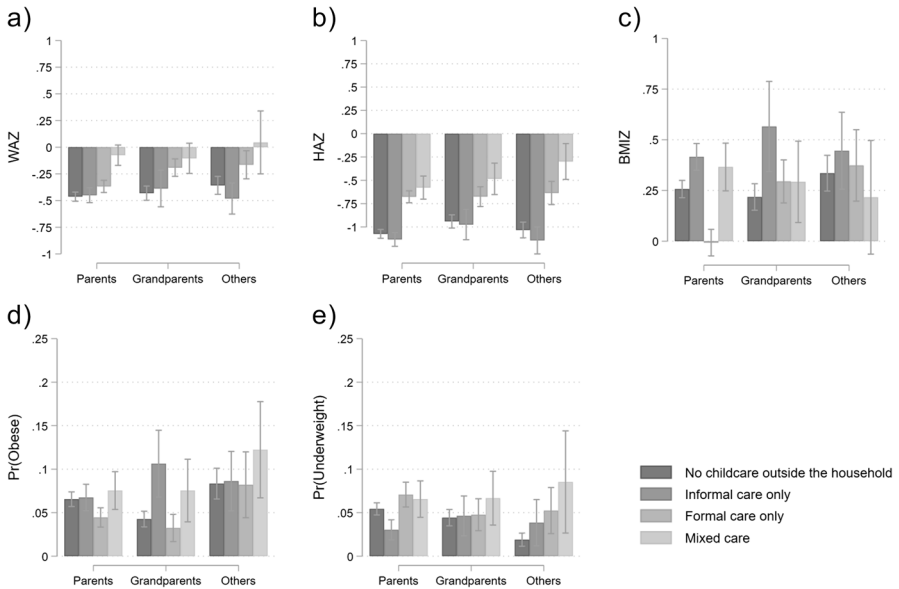 a)
WAZ
1
.75
.5
.25
0
-.25
-.5
-.75
-1
Parents Grandparents Others
b)
HAZ
1
.75
.5
.25
0
-.25
-.5
-.75
-1
Parents Grandparents Others
c)
BMIZ
1
.75
.5
.25
0
Parents Grandparents Others
d)
Pr(Obese)
.25
.2
.15
.1
.05
0
Parents Grandparents Others
e)
Pr(Underweight)
.25
.2
.15
.1
.05
0
Parents Grandparents Others
No childcare outside the household
Informal care only
Formal care only
Mixed care